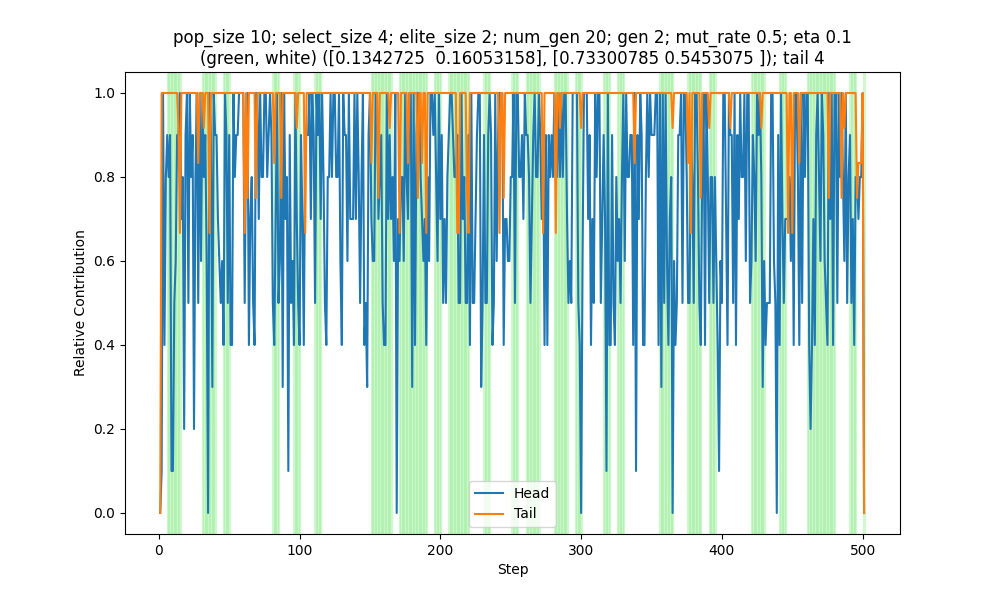 pop_size 10; select_size 4; elite_size 2; num_gen 20; gen 2; mut_rate 0.5; eta 0.1
(green, white) ([0.1342725  0.16053158], [0.73300785 0.5453075 ]); tail 4
Relative Contribution
1.0
0.8
0.6
0.4
0.2
0.0
Head
Tail
0
100
200
300
400
500
Step